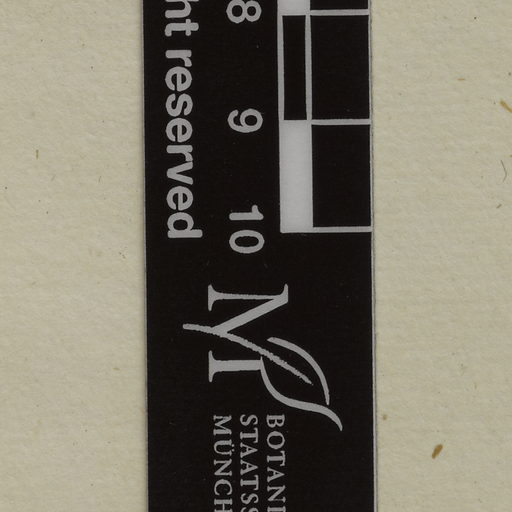 8 9 10
ht reserved
M
BOTANI
STAATSS
MÜNCH